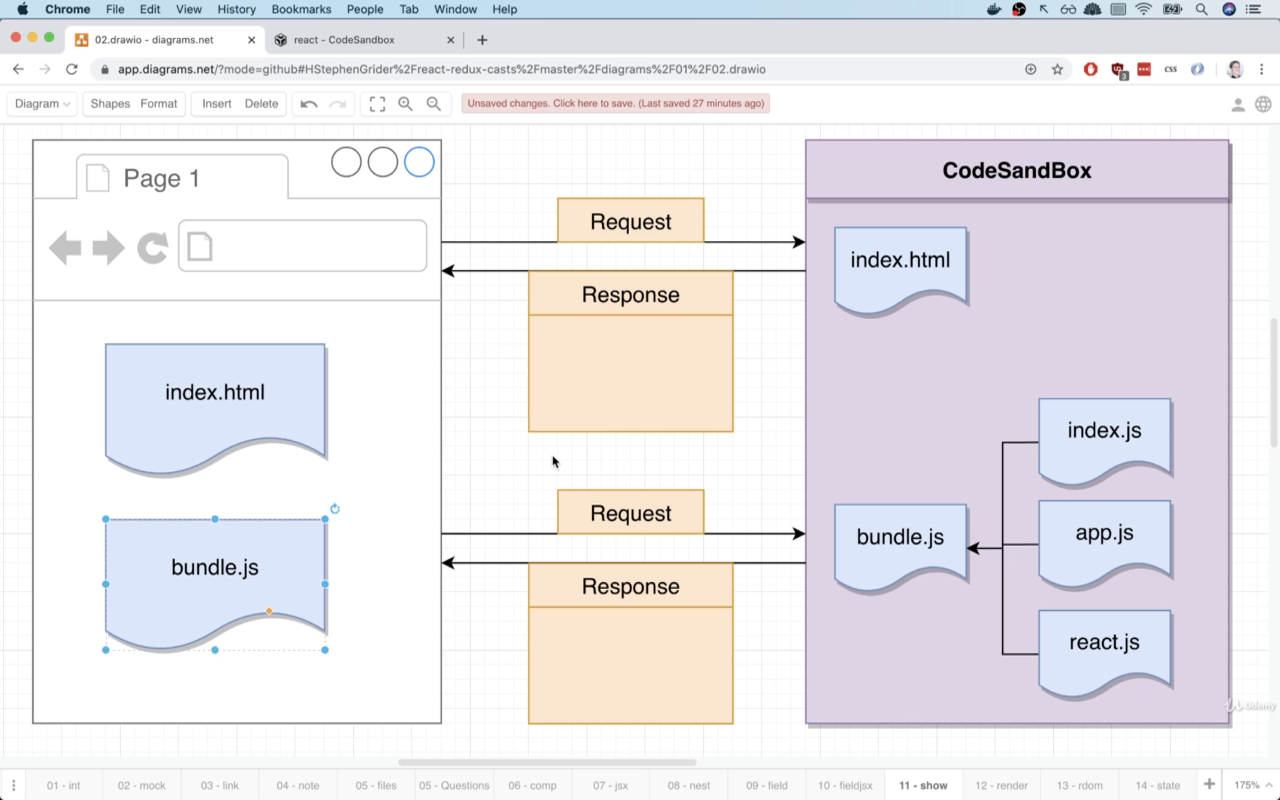 Chrome File Edit View History Bookmarks People Tab Window Help
02.drawio - diagrams.net
react - CodeSandbox
app.diagrams.net/?mode=github#HStephenGrider%2Freact-redux-casts%2Fmaster%2Fdiagrams%2F01%2F02.drawio
3
css
Diagram Shapes Format Insert Delete
Unsaved changes. Click here to save. (Last saved 27 minutes ago)
Page 1
CodeSandBox
Request
index.html
Response
index.html
index.js
Request
app.js
bundle.js
bundle.js
Response
react.js
Udemy
01 - int
02 - mock
03 - link
04 - note
05 - files
05 - Questions
06 - comp
07 - jsx
08 - nest
09 - field
10 - fieldjsx
11 - show
12 - render
13 - rdom
14 - state
175%